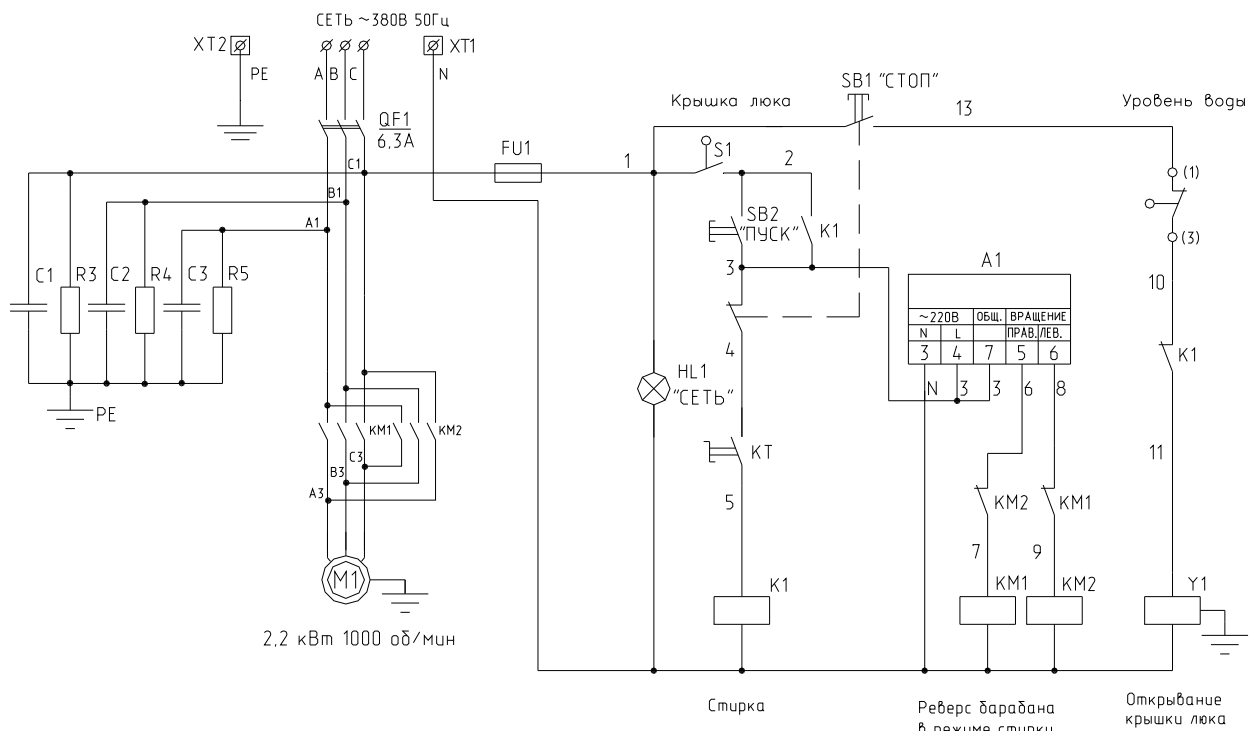 СЕТЬ ~380В 50Гц
XT2
XT1
PE
A B C
N
QF1
6,3А
SB1 "СТОП"
Крышка люка
13
Уровень воды
FU1
1
S1
2
(1)
C1
B1
A1
SB2
"ПУСК"
K1
(3)
C1 R3 C2 R4 C3 R5
3
A1
10
~220В ОБЩ. ВРАЩЕНИЕ
N L ПРАВ. ЛЕВ.
3 4 7 5 6
4
K1
HL1
"СЕТЬ"
N 3 3 6 8
PE
KM1 KM2
C3
B3
A3
KT
11
5
KM2 KM1
7 9
M1
K1
KM1
KM2
Y1
2,2 кВт 1000 об/мин
Стирка
Реверс барабана
в режиме стирки
Открывание
крышки люка